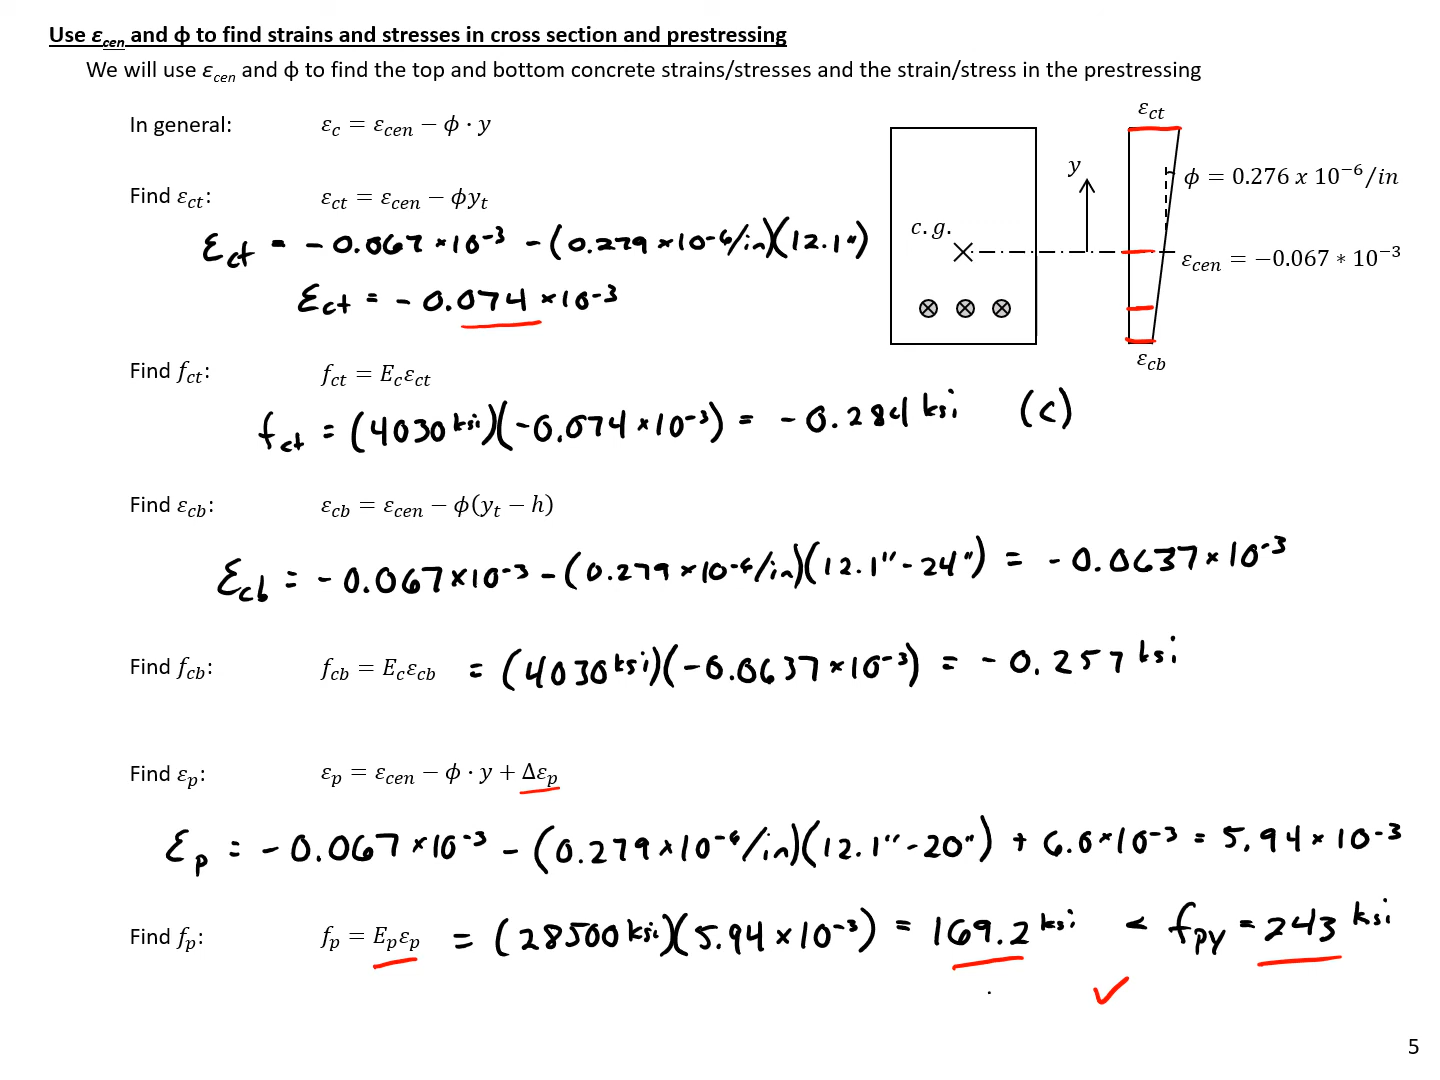 Use εcen and ϕ to find strains and stresses in cross section and prestressing
We will use εcen and ϕ to find the top and bottom concrete strains/stresses and the strain/stress in the prestressing
In general: εc = εcen − ϕ · y
Find εct: εct = εcen − ϕyt
εct = - 0.067 × 10^-3 - (0.279 × 10^-6/in)(12.1")
εct = - 0.074 × 10^-3
εct
y
ϕ = 0.276 x 10^−6/in
c.g.
εcen = −0.067 ∗ 10^−3
εcb
Find fct: fct = Ecεct
fct = (4030 ksi)(-0.074 × 10^-3) = - 0.284 ksi (c)
Find εcb: εcb = εcen − ϕ(yt − h)
εcb = - 0.067 × 10^-3 - (0.279 × 10^-6/in)(12.1" - 24") = - 0.0637 × 10^-3
Find fcb: fcb = Ecεcb = (4030 ksi)(-0.0637 × 10^-3) = - 0.257 ksi
Find εp: εp = εcen − ϕ · y + Δεp
εp = - 0.067 × 10^-3 - (0.279 × 10^-6/in)(12.1" - 20") + 6.0 × 10^-3 = 5.94 × 10^-3
Find fp: fp = Epεp = (28500 ksi)(5.94 × 10^-3) = 169.2 ksi < fpy = 243 ksi
✓
5